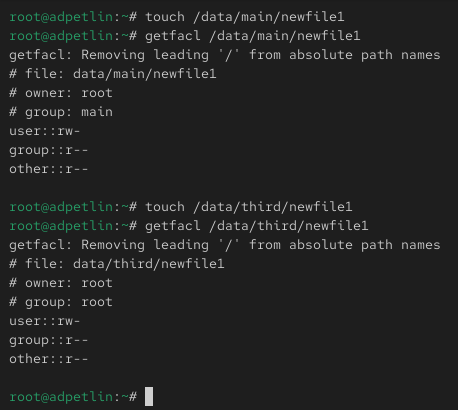 root@adpetlin:~# touch /data/main/newfile1
root@adpetlin:~# getfacl /data/main/newfile1
getfacl: Removing leading '/' from absolute path names
# file: data/main/newfile1
# owner: root
# group: main
user::rw-
group::r--
other::r--
root@adpetlin:~# touch /data/third/newfile1
root@adpetlin:~# getfacl /data/third/newfile1
getfacl: Removing leading '/' from absolute path names
# file: data/third/newfile1
# owner: root
# group: root
user::rw-
group::r--
other::r--
root@adpetlin:~#